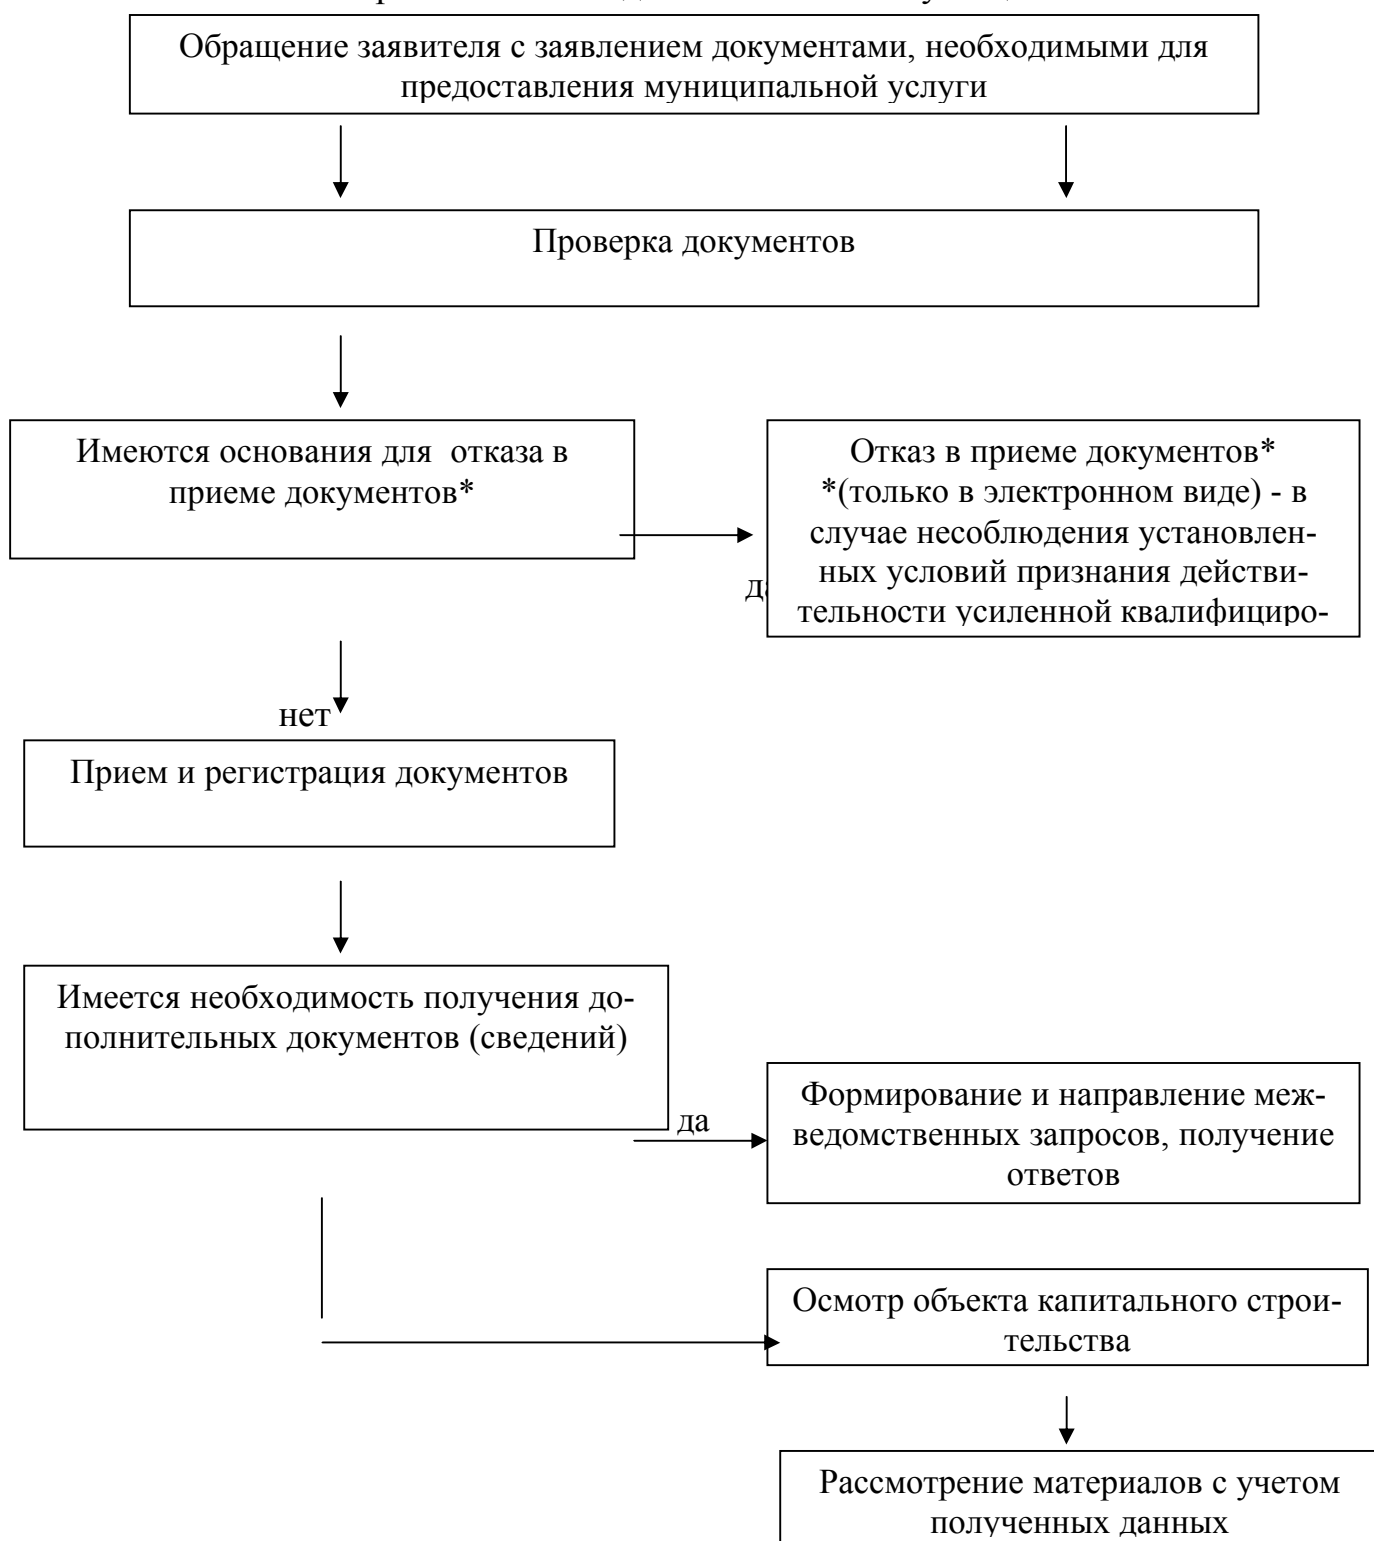 Обращение заявителя с заявлением документами, необходимыми для
предоставления муниципальной услуги
Проверка документов
Имеются основания для отказа в
приеме документов*
Отказ в приеме документов*
*(только в электронном виде) - в
случае несоблюдения установлен-
ных условий признания действи-
тельности усиленной квалифициро-
да
нет
Прием и регистрация документов
Имеется необходимость получения до-
полнительных документов (сведений)
да
Формирование и направление меж-
ведомственных запросов, получение
ответов
Осмотр объекта капитального строи-
тельства
Рассмотрение материалов с учетом
полученных данных